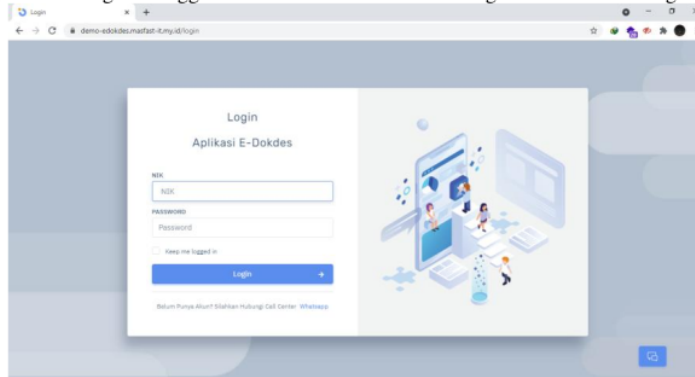 Login
demo-edokdes.masfast-it.my.id/login
Login
Aplikasi E-Dokdes
NIK
NIK
PASSWORD
Password
Keep me logged in
Login →
Belum Punya Akun? Silahkan Hubungi Call Center Whatsapp